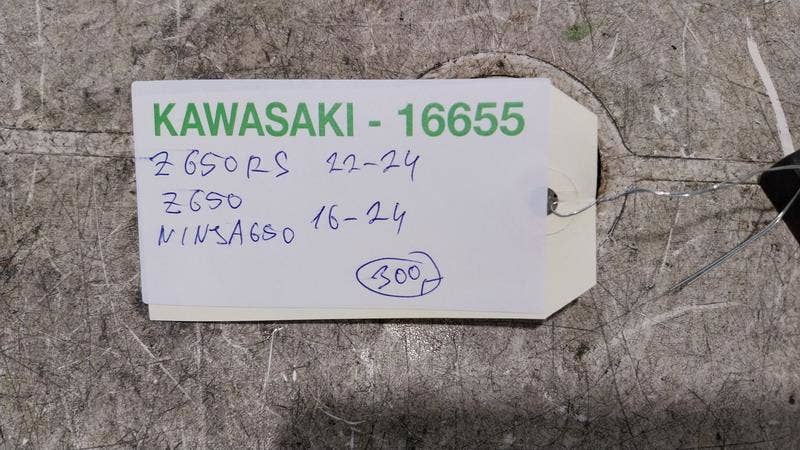 KAWASAKI - 16655
Z650RS 22-24
Z650
NINJA650 16-24
300,-